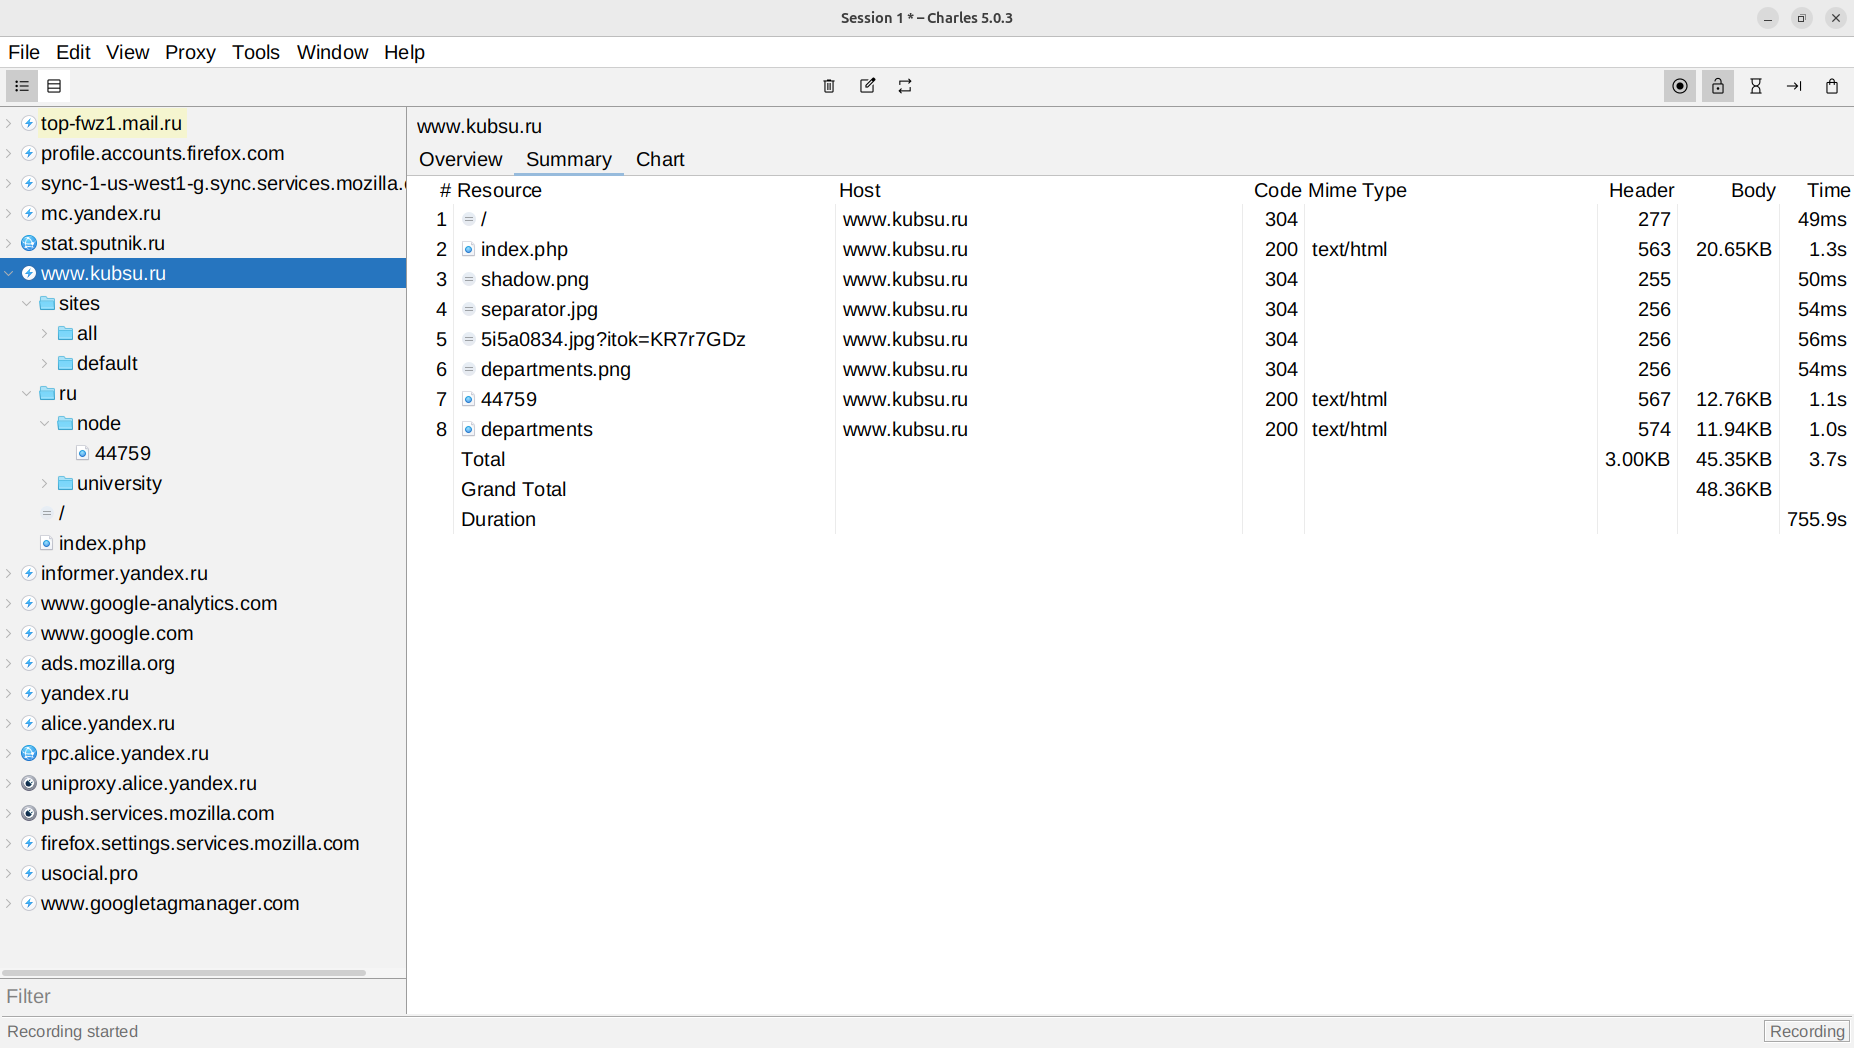 Session 1 * – Charles 5.0.3
File Edit View Proxy Tools Window Help
top-fwz1.mail.ru
profile.accounts.firefox.com
sync-1-us-west1-g.sync.services.mozilla.
mc.yandex.ru
stat.sputnik.ru
www.kubsu.ru
sites
all
default
ru
node
44759
university
/
index.php
informer.yandex.ru
www.google-analytics.com
www.google.com
ads.mozilla.org
yandex.ru
alice.yandex.ru
rpc.alice.yandex.ru
uniproxy.alice.yandex.ru
push.services.mozilla.com
firefox.settings.services.mozilla.com
usocial.pro
www.googletagmanager.com
Filter
www.kubsu.ru
Overview Summary Chart
# Resource Host Code Mime Type Header Body Time
1 / www.kubsu.ru 304 277 49ms
2 index.php www.kubsu.ru 200 text/html 563 20.65KB 1.3s
3 shadow.png www.kubsu.ru 304 255 50ms
4 separator.jpg www.kubsu.ru 304 256 54ms
5 5i5a0834.jpg?itok=KR7r7GDz www.kubsu.ru 304 256 56ms
6 departments.png www.kubsu.ru 304 256 54ms
7 44759 www.kubsu.ru 200 text/html 567 12.76KB 1.1s
8 departments www.kubsu.ru 200 text/html 574 11.94KB 1.0s
Total 3.00KB 45.35KB 3.7s
Grand Total 48.36KB
Duration 755.9s
Recording started
Recording